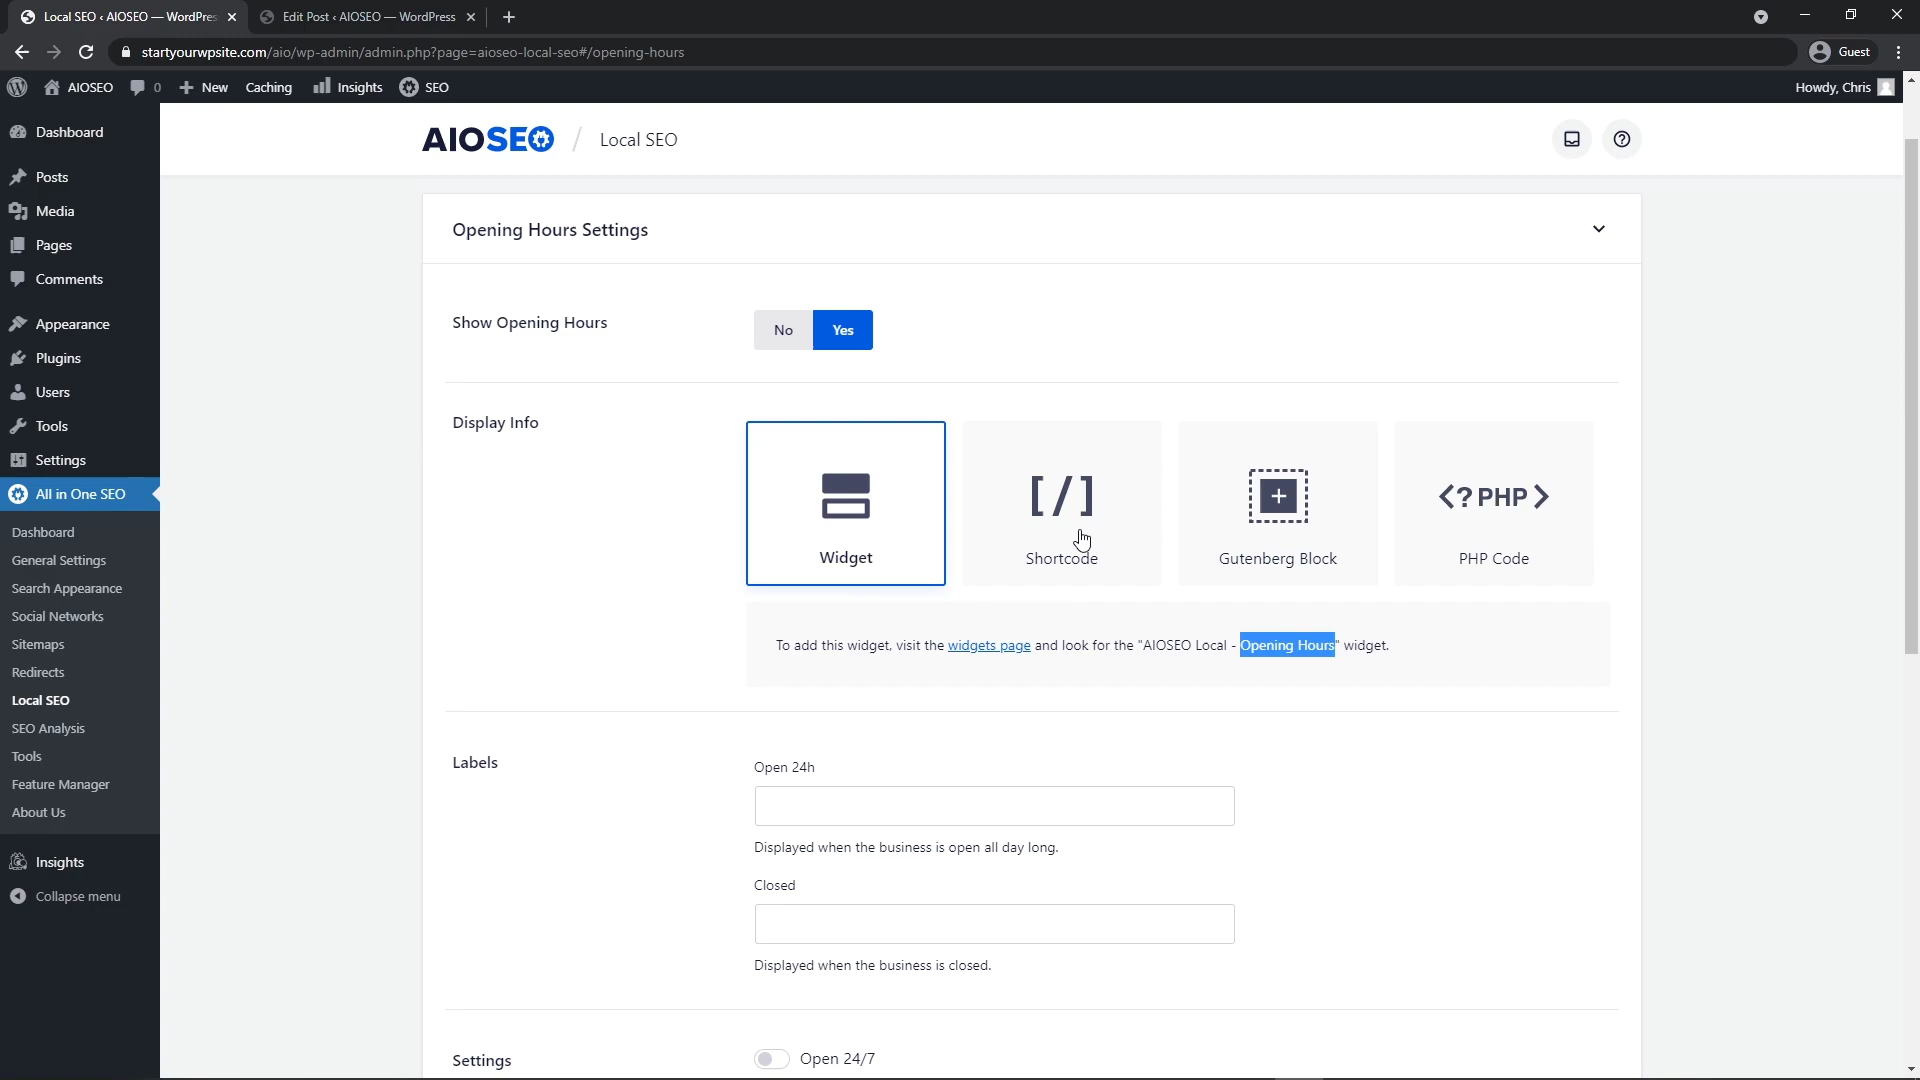 Local SEO ‹ AIOSEO — WordPres
Edit Post ‹ AIOSEO — WordPress
startyourwpsite.com/aio/wp-admin/admin.php?page=aioseo-local-seo#/opening-hours
Guest
AIOSEO
0
New
Caching
Insights
SEO
Howdy, Chris
Dashboard
Posts
Media
Pages
Comments
Appearance
Plugins
Users
Tools
Settings
All in One SEO
Dashboard
General Settings
Search Appearance
Social Networks
Sitemaps
Redirects
Local SEO
SEO Analysis
Tools
Feature Manager
About Us
Insights
Collapse menu
AIOSEO / Local SEO
Opening Hours Settings
Show Opening Hours
No
Yes
Display Info
Widget
[/]
Shortcode
Gutenberg Block
<? PHP >
PHP Code
To add this widget, visit the widgets page and look for the "AIOSEO Local - Opening Hours" widget.
Labels
Open 24h
Displayed when the business is open all day long.
Closed
Displayed when the business is closed.
Settings
Open 24/7